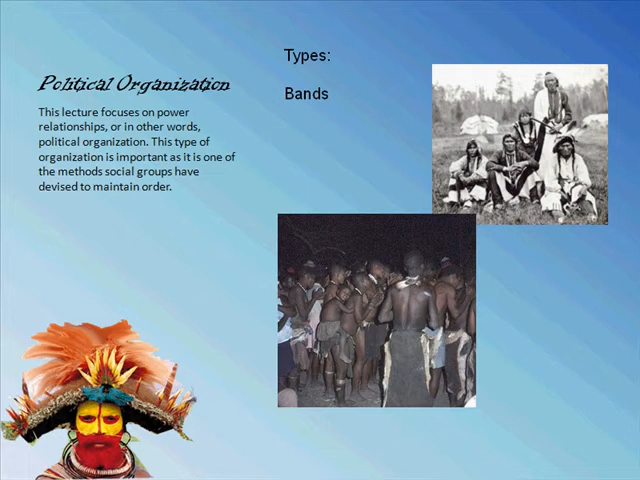 Political Organization
This lecture focuses on power
relationships, or in other words,
political organization. This type of
organization is important as it is one of
the methods social groups have
devised to maintain order.
Types:
Bands